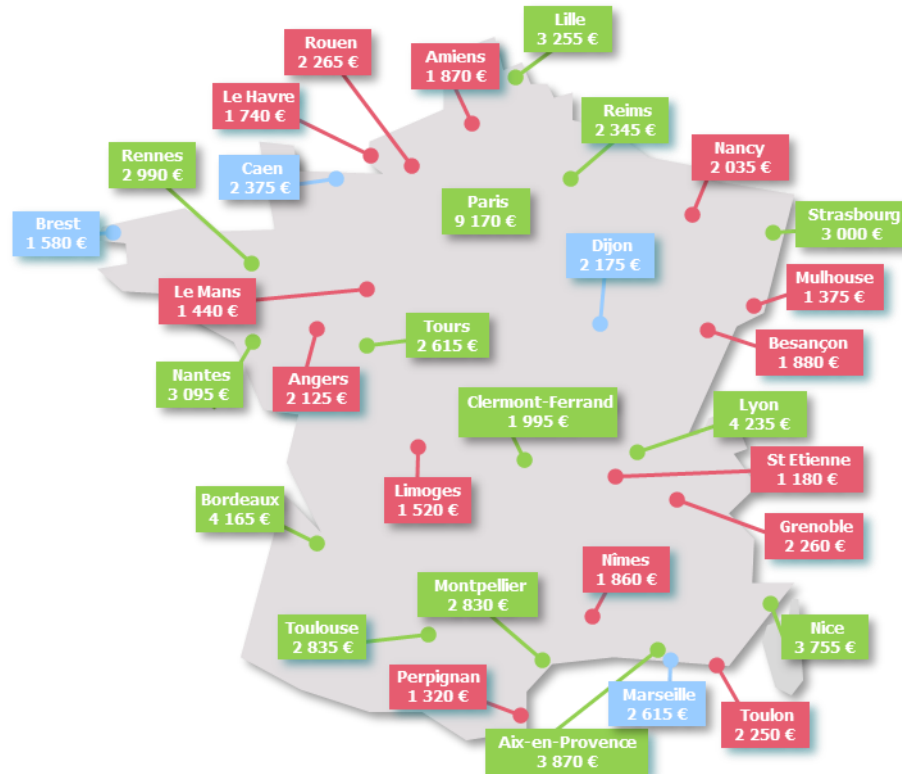 Lille
3 255 €
Rouen
2 265 €
Amiens
1 870 €
Le Havre
1 740 €
Reims
2 345 €
Nancy
2 035 €
Rennes
2 990 €
Caen
2 375 €
Paris
9 170 €
Strasbourg
3 000 €
Brest
1 580 €
Dijon
2 175 €
Le Mans
1 440 €
Mulhouse
1 375 €
Tours
2 615 €
Besançon
1 880 €
Nantes
3 095 €
Angers
2 125 €
Clermont-Ferrand
1 995 €
Lyon
4 235 €
St Etienne
1 180 €
Limoges
1 520 €
Bordeaux
4 165 €
Grenoble
2 260 €
Nîmes
1 860 €
Montpellier
2 830 €
Toulouse
2 835 €
Nice
3 755 €
Perpignan
1 320 €
Marseille
2 615 €
Toulon
2 250 €
Aix-en-Provence
3 870 €